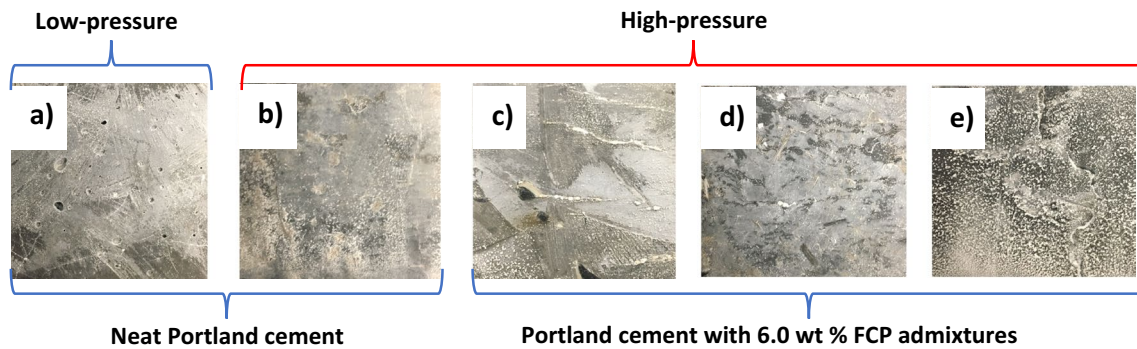 Low-pressure
High-pressure
a)
b)
c)
d)
e)
Neat Portland cement
Portland cement with 6.0 wt % FCP admixtures